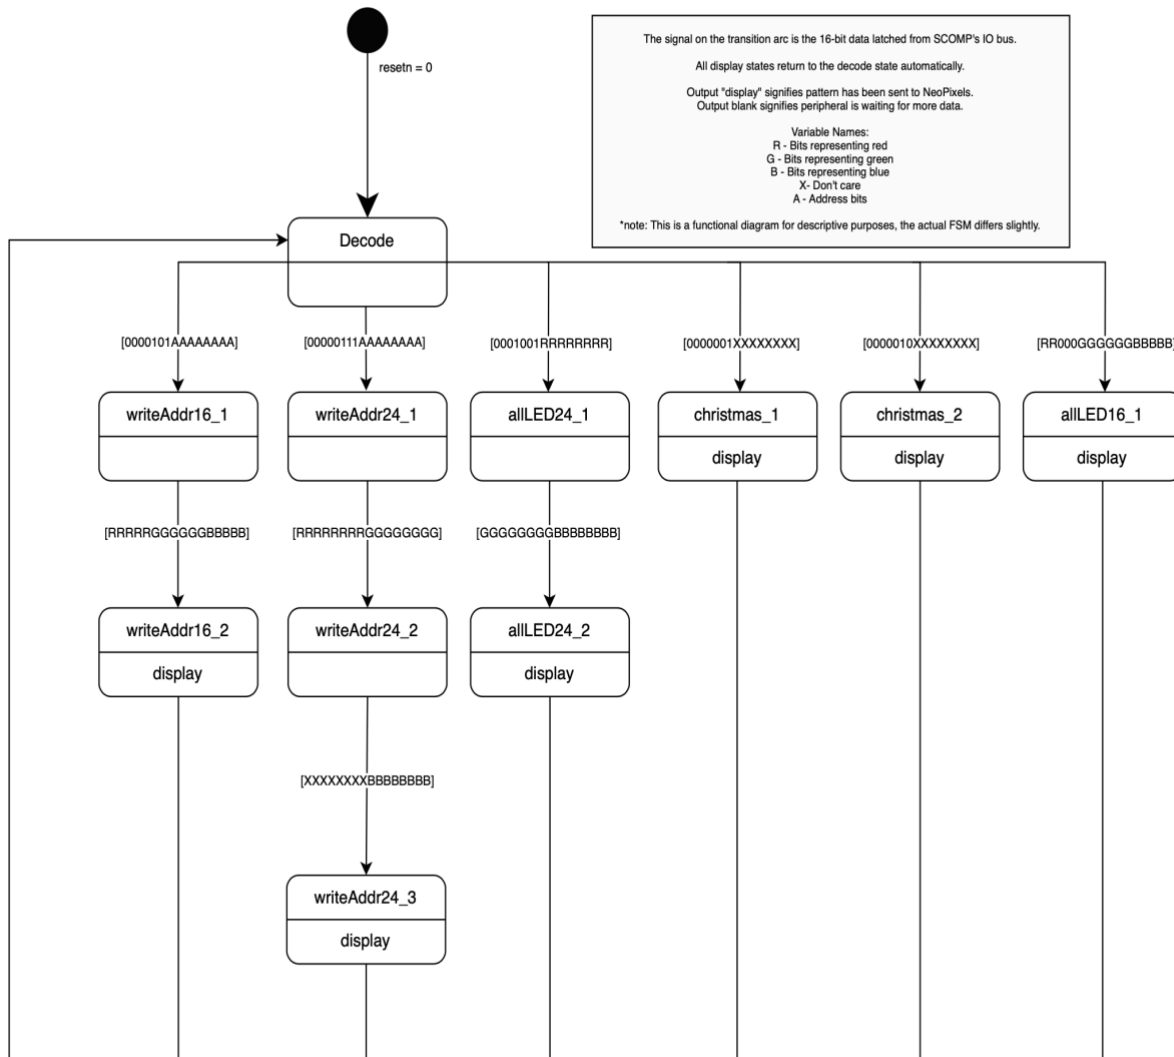 resetn = 0
The signal on the transition arc is the 16-bit data latched from SCOMP's IO bus.
All display states return to the decode state automatically.
Output "display" signifies pattern has been sent to NeoPixels.
Output blank signifies peripheral is waiting for more data.
Variable Names:
R - Bits representing red
G - Bits representing green
B - Bits representing blue
X- Don't care
A - Address bits
*note: This is a functional diagram for descriptive purposes, the actual FSM differs slightly.
Decode
[0000101AAAAAAAA]
[00000111AAAAAAAA]
[0001001RRRRRRRR]
[0000001XXXXXXXX]
[0000010XXXXXXXX]
[RR000GGGGGGBBBBB]
writeAddr16_1
writeAddr24_1
allLED24_1
christmas_1
display
christmas_2
display
allLED16_1
display
[RRRRRGGGGGGBBBBB]
[RRRRRRRRGGGGGGGG]
[GGGGGGGGBBBBBBBB]
writeAddr16_2
display
writeAddr24_2
allLED24_2
display
[XXXXXXXXBBBBBBBB]
writeAddr24_3
display